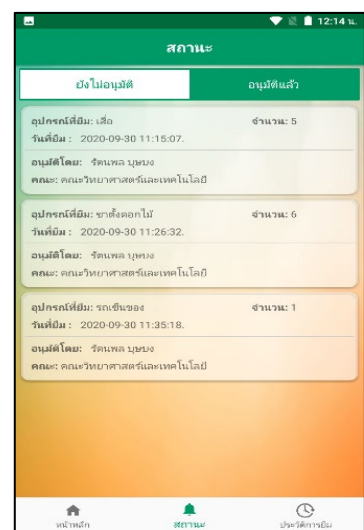 12:14 น.
สถานะ
ยังไม่อนุมัติ อนุมัติแล้ว
อุปกรณ์ที่ยืม: เสื่อ จำนวน: 5
วันที่ยืม : 2020-09-30 11:15:07.
อนุมัติโดย: รัตนพล บุษบง
คณะ: คณะวิทยาศาสตร์และเทคโนโลยี
อุปกรณ์ที่ยืม: ขาตั้งดอกไม้ จำนวน: 6
วันที่ยืม : 2020-09-30 11:26:32.
อนุมัติโดย: รัตนพล บุษบง
คณะ: คณะวิทยาศาสตร์และเทคโนโลยี
อุปกรณ์ที่ยืม: รถเข็นของ จำนวน: 1
วันที่ยืม : 2020-09-30 11:35:18.
อนุมัติโดย: รัตนพล บุษบง
คณะ: คณะวิทยาศาสตร์และเทคโนโลยี
หน้าหลัก สถานะ ประวัติการยืม